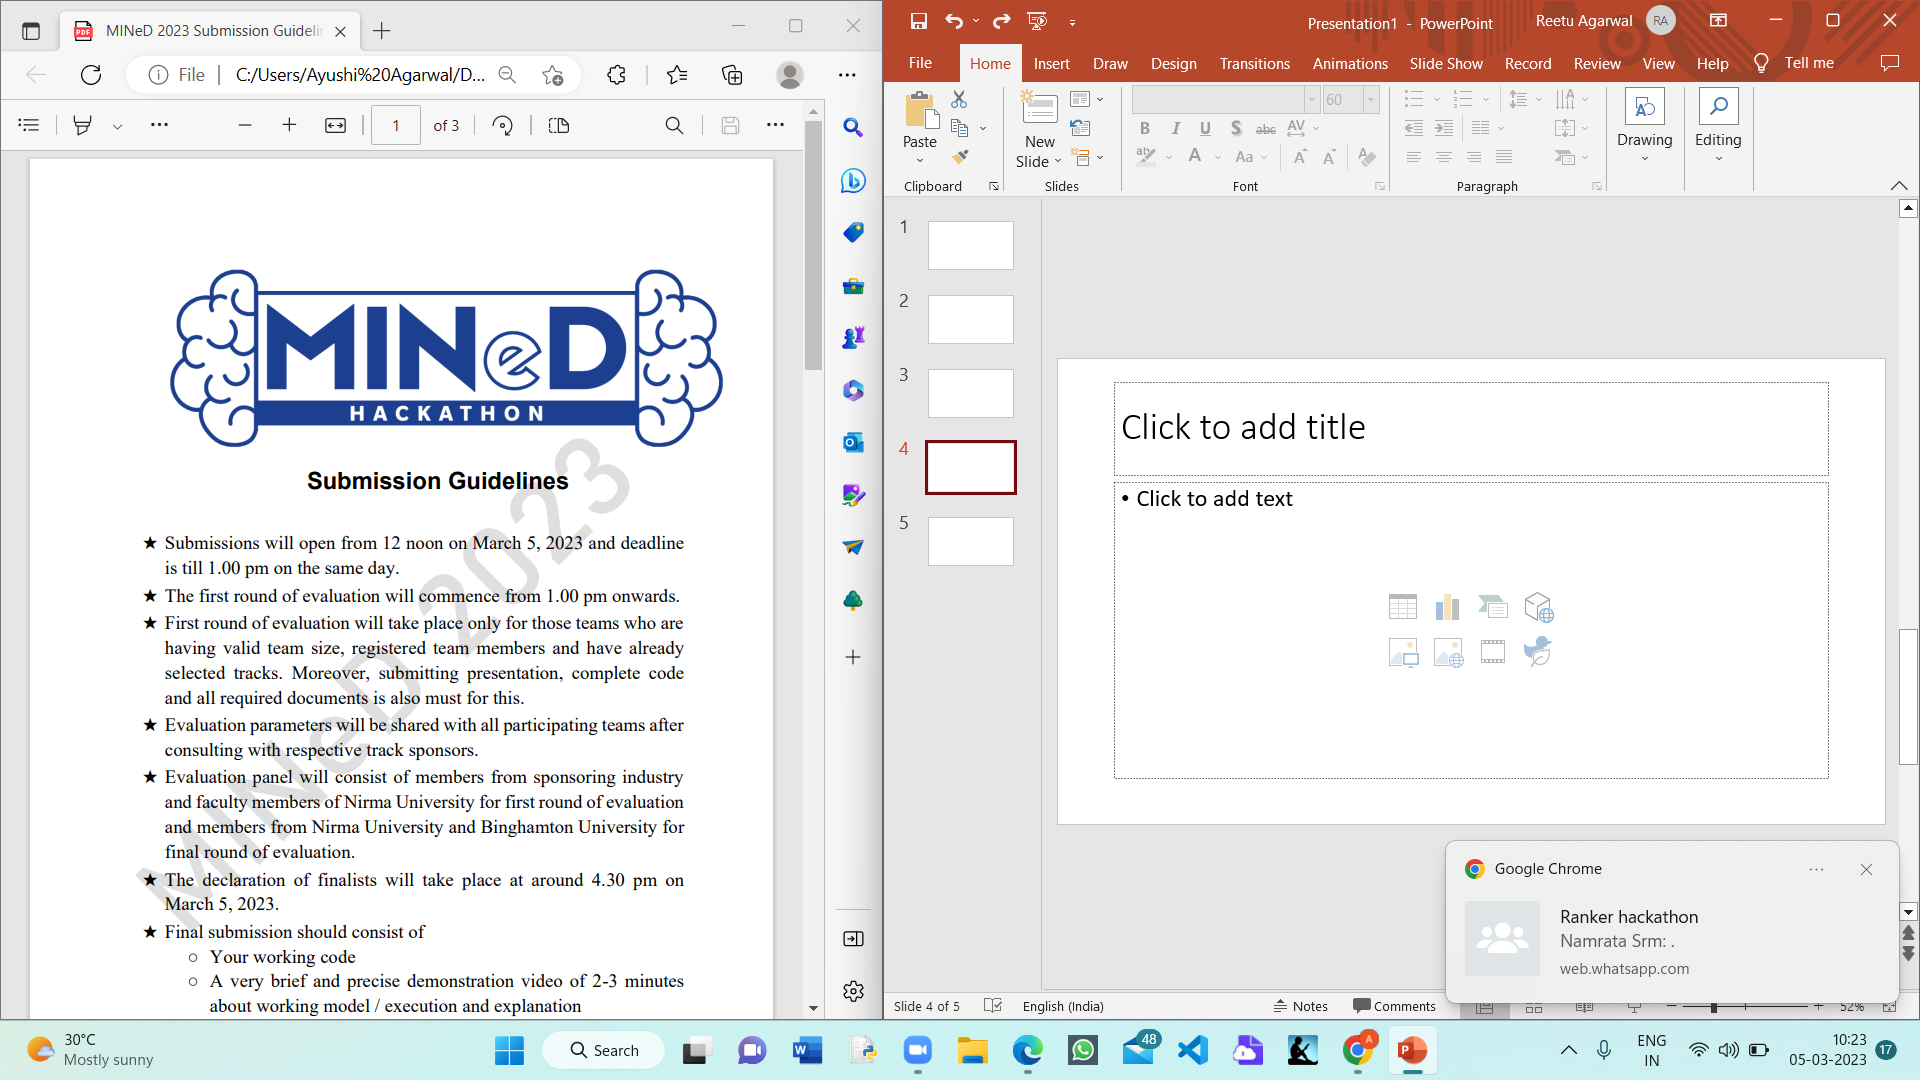 MINeD 2023 Submission Guidelin
File
C:/Users/Ayushi%20Agarwal/D...
1
of 3
MINeD
HACKATHON
MINeD 2023
Submission Guidelines
★ Submissions will open from 12 noon on March 5, 2023 and deadline
is till 1.00 pm on the same day.
★ The first round of evaluation will commence from 1.00 pm onwards.
★ First round of evaluation will take place only for those teams who are
having valid team size, registered team members and have already
selected tracks. Moreover, submitting presentation, complete code
and all required documents is also must for this.
★ Evaluation parameters will be shared with all participating teams after
consulting with respective track sponsors.
★ Evaluation panel will consist of members from sponsoring industry
and faculty members of Nirma University for first round of evaluation
and members from Nirma University and Binghamton University for
final round of evaluation.
★ The declaration of finalists will take place at around 4.30 pm on
March 5, 2023.
★ Final submission should consist of
○ Your working code
○ A very brief and precise demonstration video of 2-3 minutes
about working model / execution and explanation
Presentation1 - PowerPoint
Reetu Agarwal
RA
File
Home
Insert
Draw
Design
Transitions
Animations
Slide Show
Record
Review
View
Help
Tell me
Paste
Clipboard
New
Slide
Slides
60
B I U S abc AV
A Aa A A
Font
Paragraph
Drawing
Editing
1
2
3
4
5
Click to add title
• Click to add text
Google Chrome
Ranker hackathon
Namrata Srm: .
web.whatsapp.com
Slide 4 of 5
English (India)
Notes
Comments
52%
30°C
Mostly sunny
Search
48
A
ENG
IN
10:23
05-03-2023
17